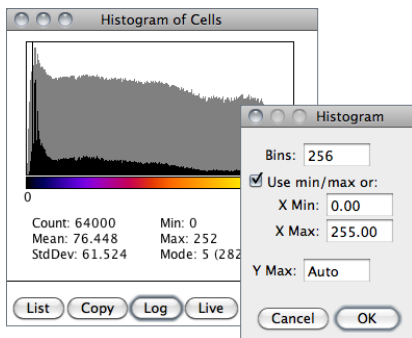 Histogram of Cells
0
Count: 64000 Min: 0
Mean: 76.448 Max: 252
StdDev: 61.524 Mode: 5 (282
List Copy Log Live
Histogram
Bins: 256
Use min/max or:
X Min: 0.00
X Max: 255.00
Y Max: Auto
Cancel OK